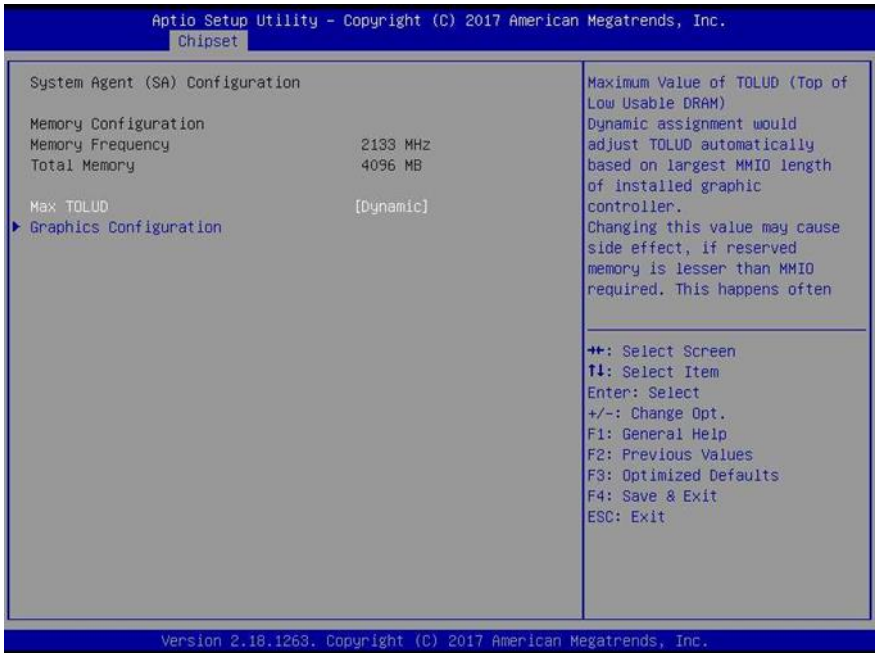 Aptio Setup Utility – Copyright (C) 2017 American Megatrends, Inc.
Chipset
System Agent (SA) Configuration
Memory Configuration
Memory Frequency 2133 MHz
Total Memory 4096 MB
Max TOLUD [Dynamic]
Graphics Configuration
Maximum Value of TOLUD (Top of
Low Usable DRAM)
Dynamic assignment would
adjust TOLUD automatically
based on largest MMIO length
of installed graphic
controller.
Changing this value may cause
side effect, if reserved
memory is lesser than MMIO
required. This happens often
→←: Select Screen
↑↓: Select Item
Enter: Select
+/-: Change Opt.
F1: General Help
F2: Previous Values
F3: Optimized Defaults
F4: Save & Exit
ESC: Exit
Version 2.18.1263. Copyright (C) 2017 American Megatrends, Inc.